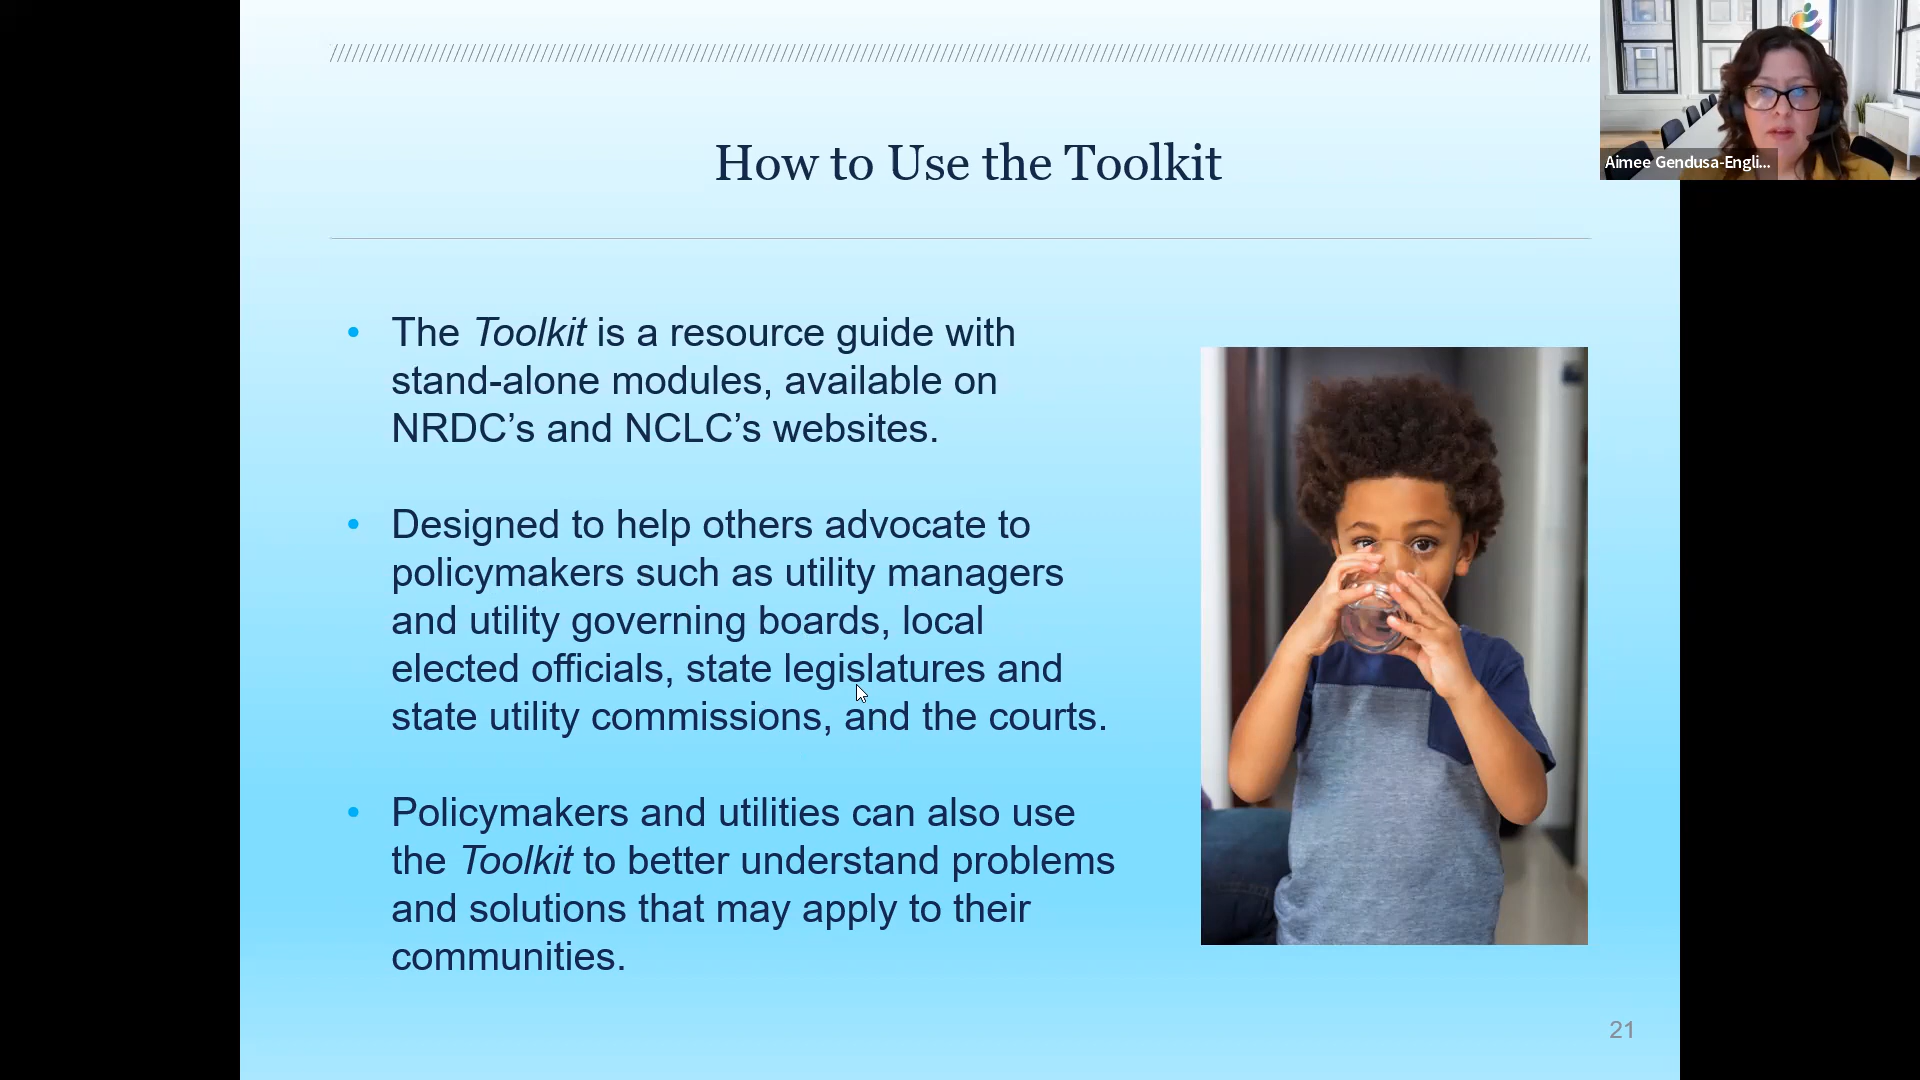 How to Use the Toolkit
Aimee Gendusa-Engli...
• The Toolkit is a resource guide with
stand-alone modules, available on
NRDC’s and NCLC’s websites.
• Designed to help others advocate to
policymakers such as utility managers
and utility governing boards, local
elected officials, state legislatures and
state utility commissions, and the courts.
• Policymakers and utilities can also use
the Toolkit to better understand problems
and solutions that may apply to their
communities.
21